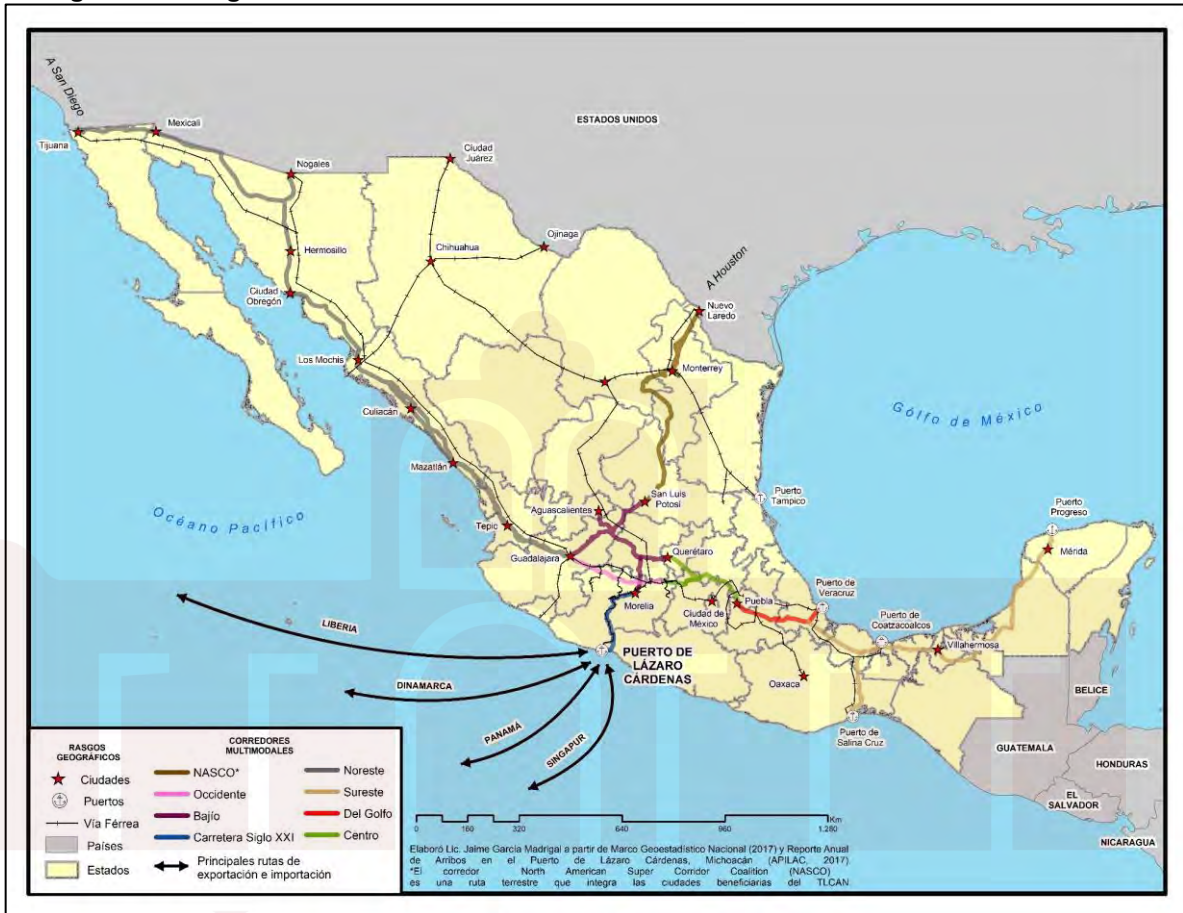 A San Diego
Tijuana
Mexicali
Nogales
Ciudad
Juárez
ESTADOS UNIDOS
Hermosillo
Chihuahua
Ojinaga
A Houston
Ciudad
Obregón
Nuevo
Laredo
Los Mochis
Monterrey
Culiacán
Gólfo de México
Mazatlán
Océano Pacífico
San Luis
Potosí
Aguascalientes
Puerto
Tampico
Puerto
Progreso
Tepic
Guadalajara
Querétaro
Mérida
Morelia
Ciudad de
México
Puebla
Puerto de
Veracruz
Puerto de
Coatzacoalcos
Villahermosa
LIBERIA
PUERTO DE
LÁZARO
CÁRDENAS
DINAMARCA
Oaxaca
BELICE
PANAMÁ
SINGAPUR
Puerto de
Salina Cruz
GUATEMALA
HONDURAS
EL
SALVADOR
NICARAGUA
RASGOS
GEOGRÁFICOS
Ciudades
Puertos
Vía Férrea
Países
Estados
CORREDORES
MULTIMODALES
NASCO*
Occidente
Bajío
Carretera Siglo XXI
Noreste
Sureste
Del Golfo
Centro
Principales rutas de
exportación e importación
0 160 320 640 960 1,280
Km
Elaboró Lic. Jaime García Madrigal a partir de Marco Geoestadístico Nacional (2017) y Reporte Anual
de Arribos en el Puerto de Lázaro Cárdenas, Michoacán (APILAC, 2017)
*El corredor North American Super Corridor Coalition (NASCO)
es una ruta terrestre que integra las ciudades beneficiarias del TLCAN